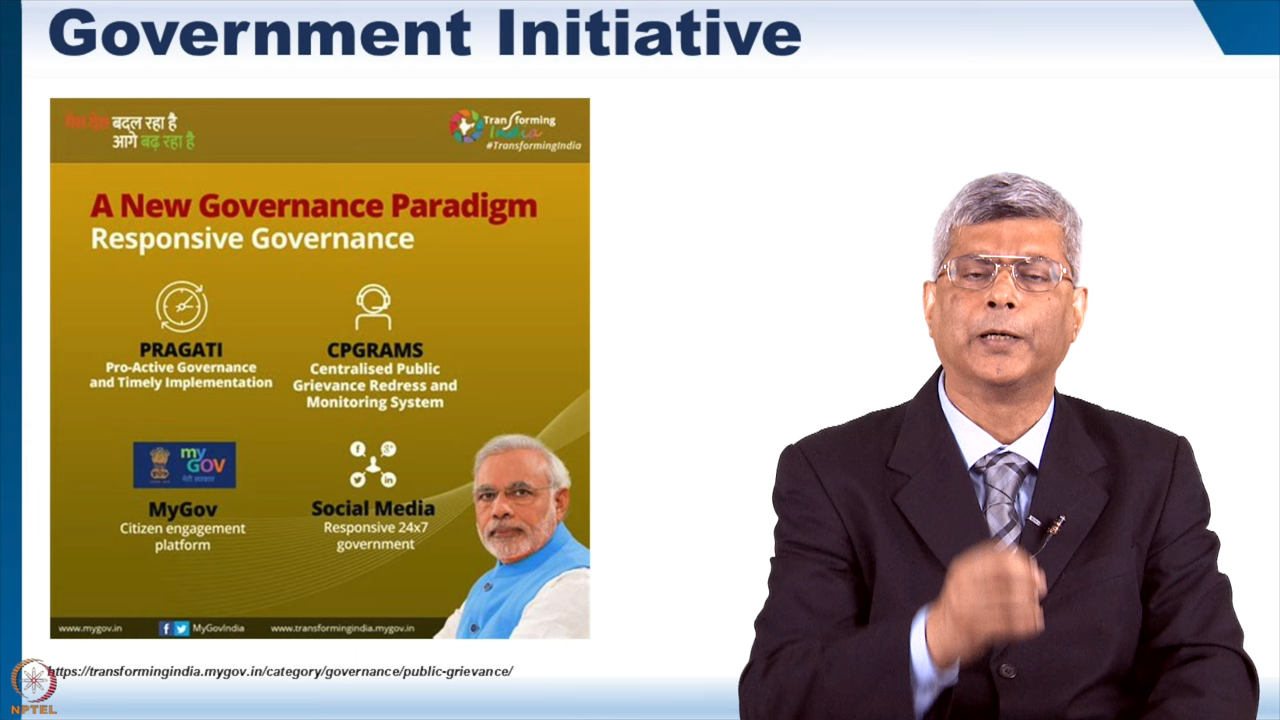 Government Initiative
मेरा देश बदल रहा है
आगे बढ़ रहा है
Transforming
India
#TransformingIndia
A New Governance Paradigm
Responsive Governance
PRAGATI
Pro-Active Governance
and Timely Implementation
CPGRAMS
Centralised Public
Grievance Redress and
Monitoring System
my
GOV
मेरी सरकार
MyGov
Citizen engagement
platform
Social Media
Responsive 24x7
government
www.mygov.in
MyGovIndia
www.transformingindia.mygov.in
https://transformingindia.mygov.in/category/governance/public-grievance/
NPTEL